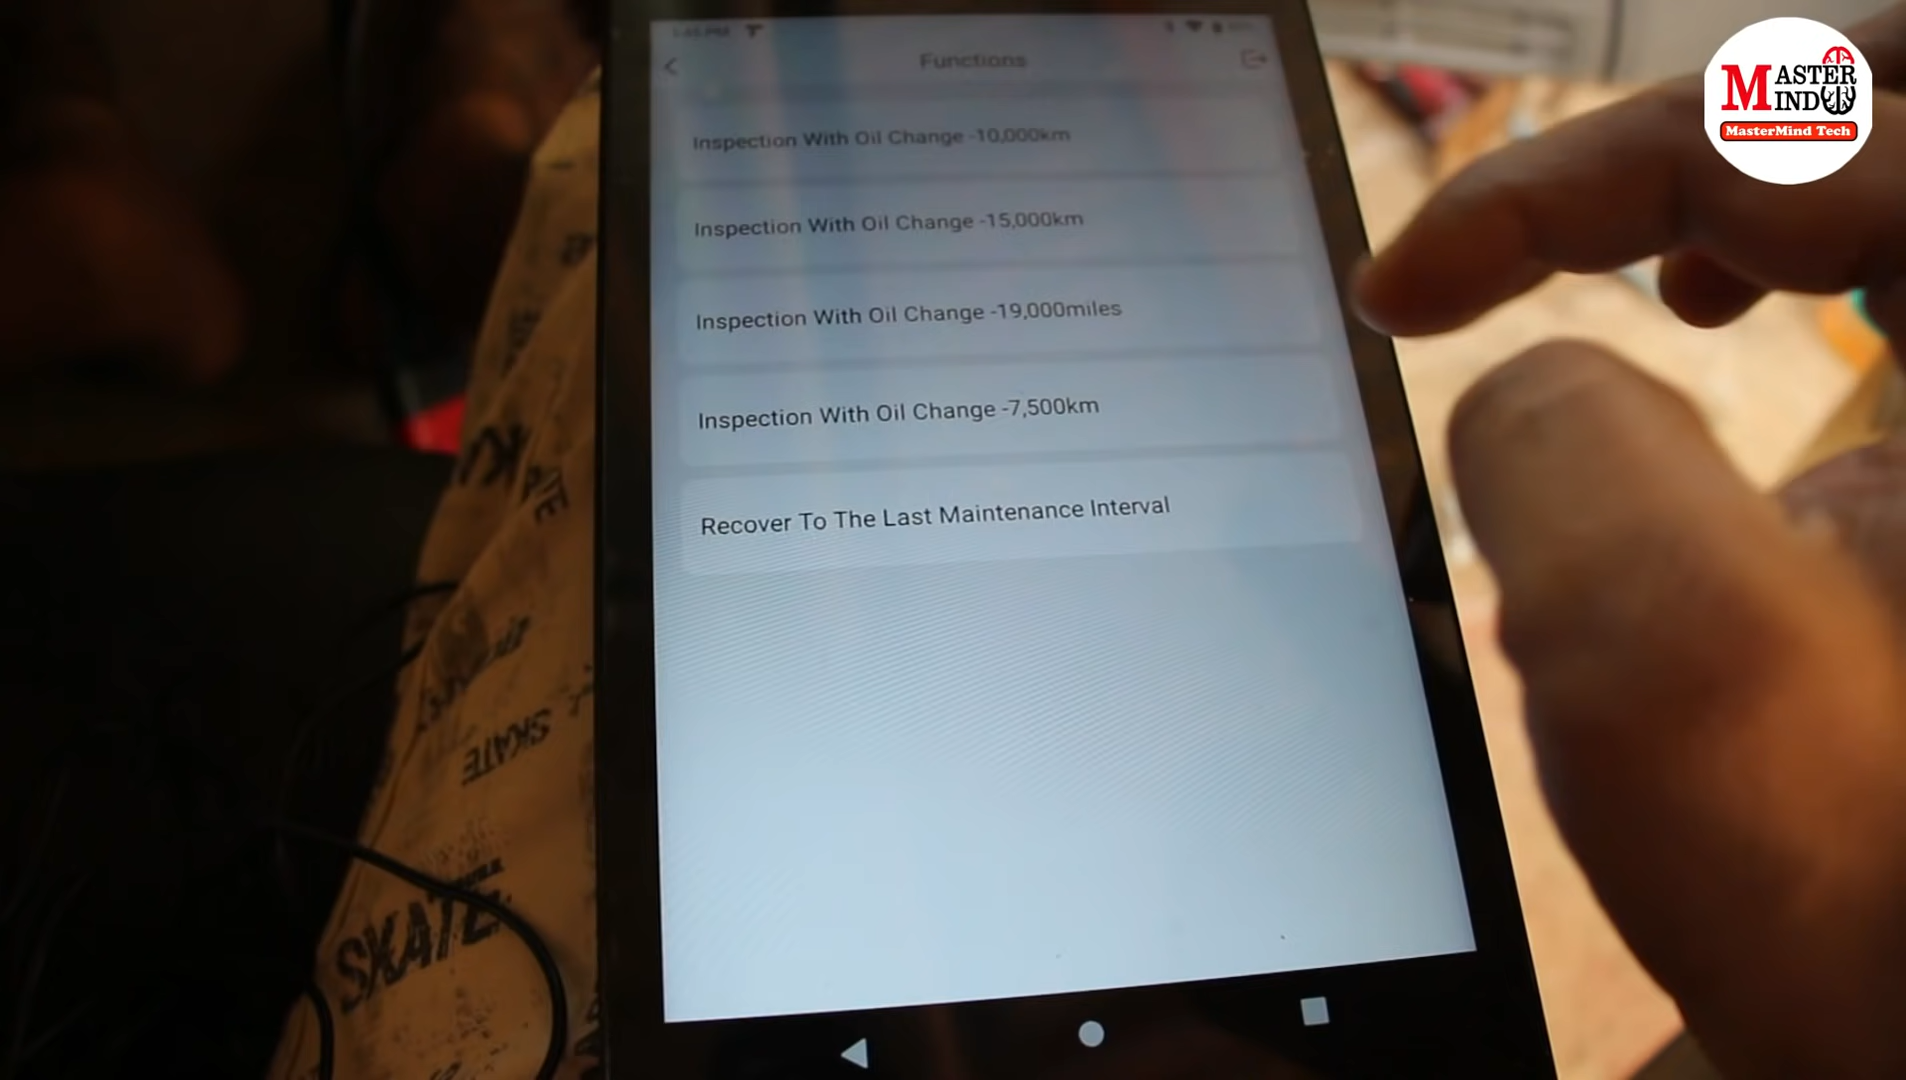 Functions
Inspection With Oil Change -10,000km
Inspection With Oil Change -15,000km
Inspection With Oil Change -19,000miles
Inspection With Oil Change -7,500km
Recover To The Last Maintenance Interval
MASTER
MIND
MasterMind Tech
SKATE
SKATE